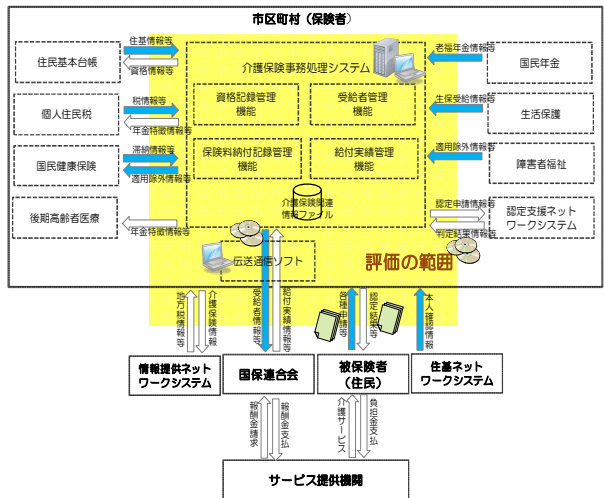 市区町村（保険者）
住民基本台帳
住基情報等
資格情報等
個人住民税
税情報等
年金特徴情報等
国民健康保険
滞納情報等
適用除外情報等
後期高齢者医療
年金特徴情報等
介護保険事務処理システム
資格記録管理
機能
受給者管理
機能
保険料納付記録管理
機能
給付実績管理
機能
介護保険関連
情報ファイル
伝送通信ソフト
評価の範囲
老福年金情報等
国民年金
生保受給情報等
生活保護
適用除外情報等
障害者福祉
認定申請情報等
判定結果情報等
認定支援ネット
ワークシステム
地方税情報等
介護保険情報
受給者情報等
給付実績情報等
各種申請等
認定結果等
本人確認情報
情報提供ネット
ワークシステム
国保連合会
被保険者
（住民）
住基ネット
ワークシステム
報酬金請求
報酬金支払
介護サービス
負担金支払
サービス提供機関